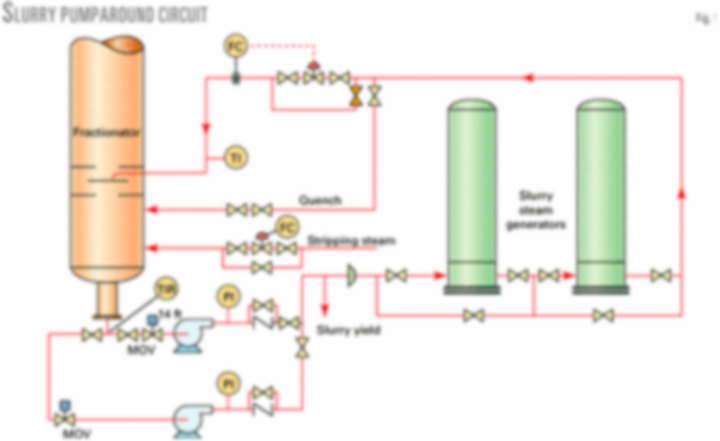 SLURRY PUMPAROUND CIRCUIT
Fig. 1
FC
Fractionator
TI
Quench
FC
Stripping steam
Slurry
steam
generators
TIR
PI
14 ft
MOV
Slurry yield
PI
MOV